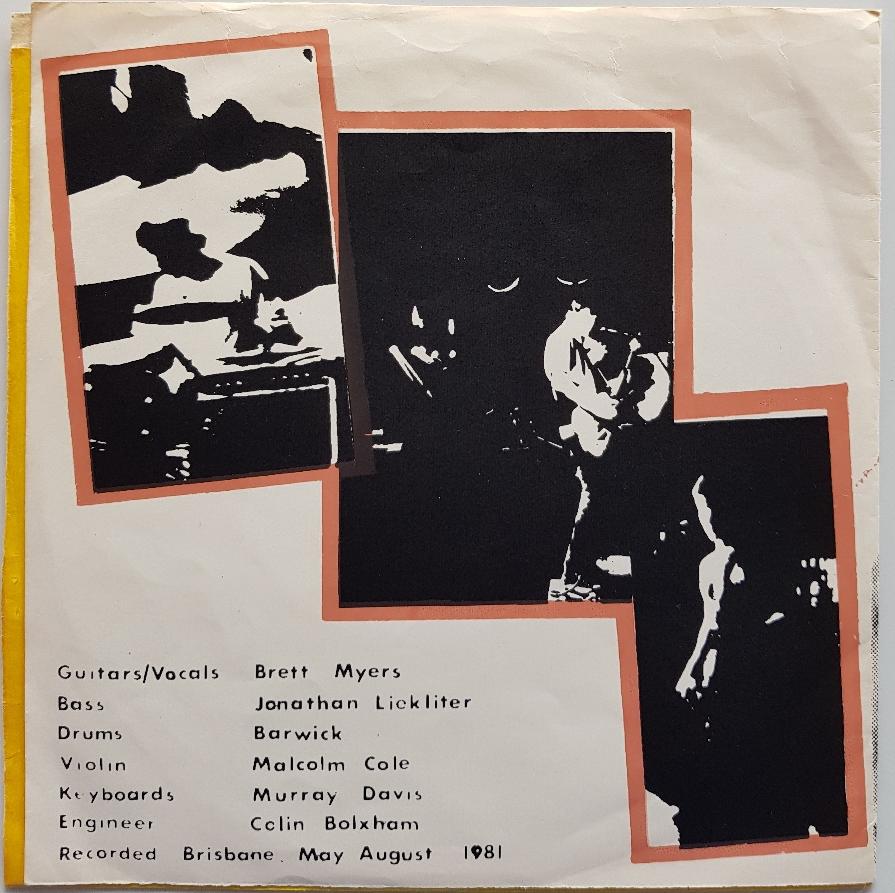 Guitars/Vocals Brett Myers
Bass Jonathan Lickliter
Drums Barwick
Violin Malcolm Cole
Keyboards Murray Davis
Engineer Colin Bolxham
Recorded Brisbane. May August 1981